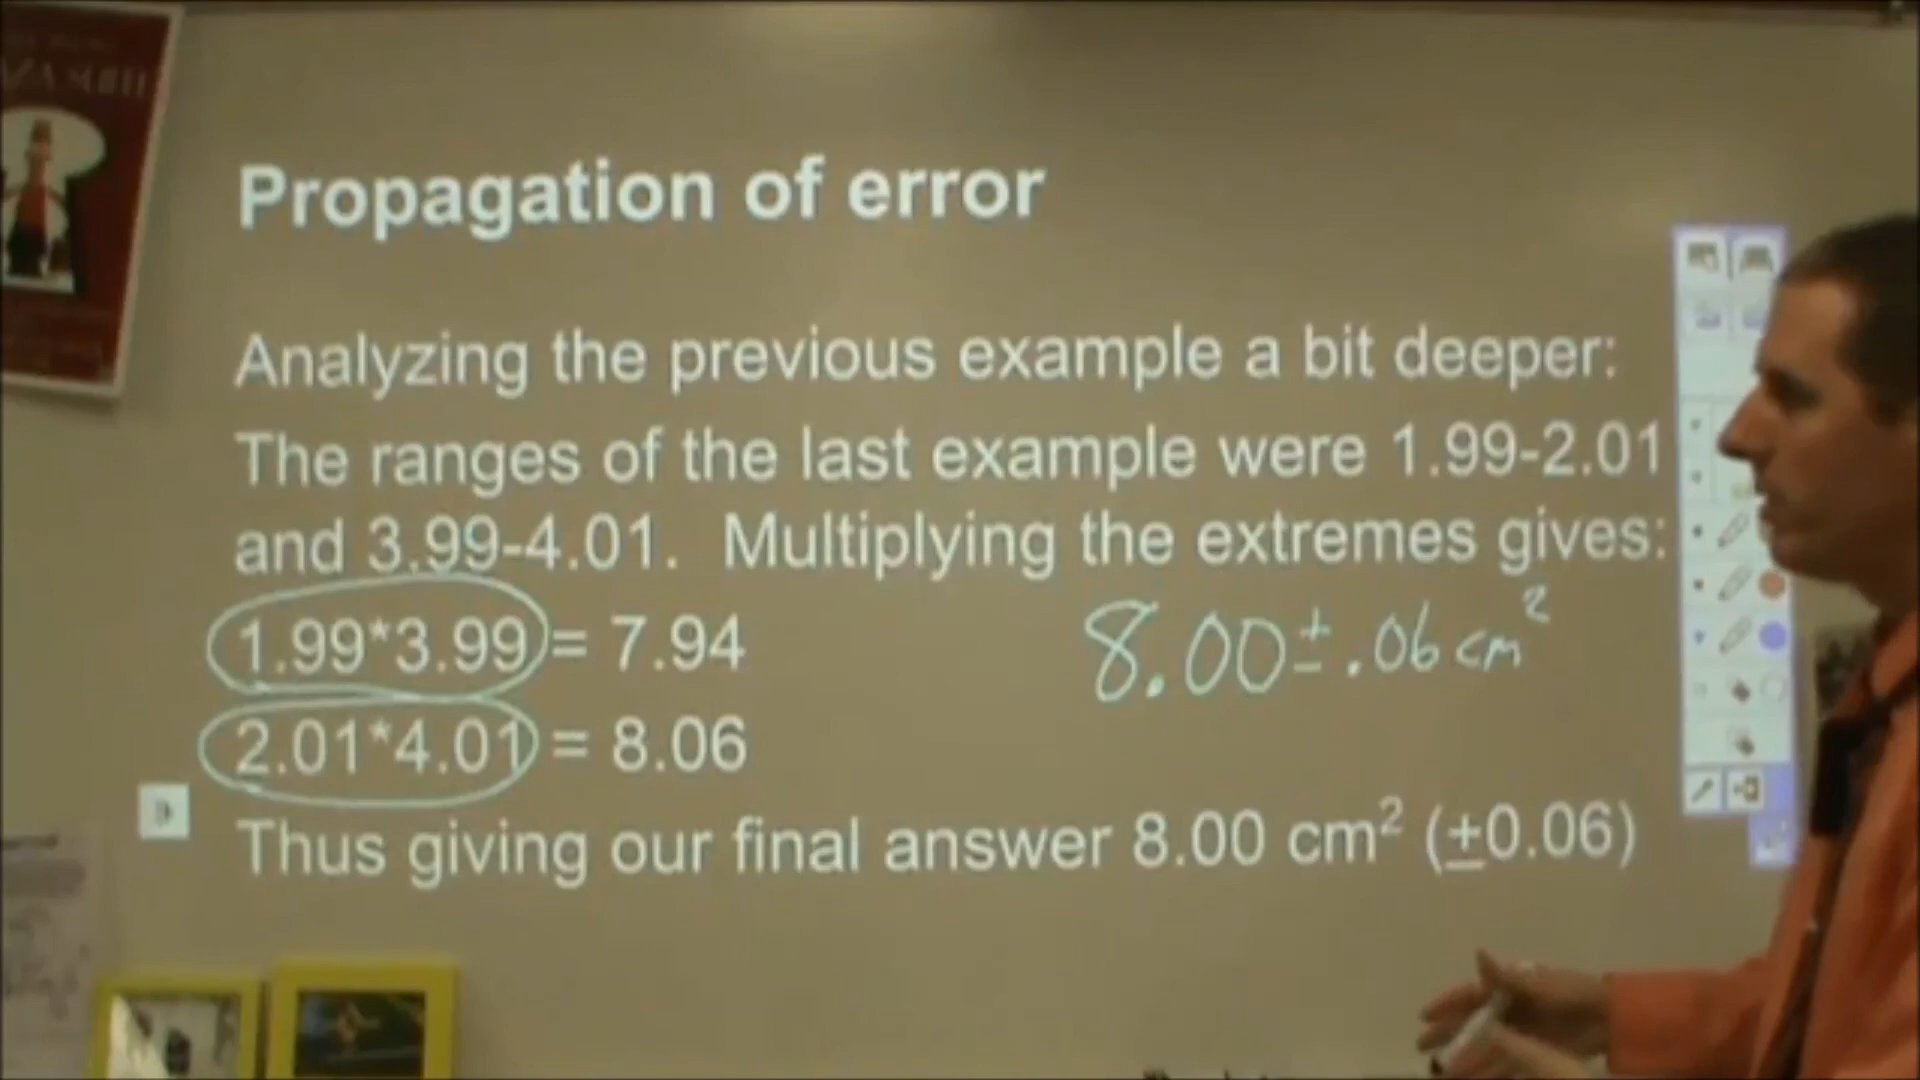 Propagation of error
Analyzing the previous example a bit deeper:
The ranges of the last example were 1.99-2.01
and 3.99-4.01. Multiplying the extremes gives:
1.99*3.99 = 7.94
8.00 ± .06 cm²
2.01*4.01 = 8.06
Thus giving our final answer 8.00 cm² (±0.06)